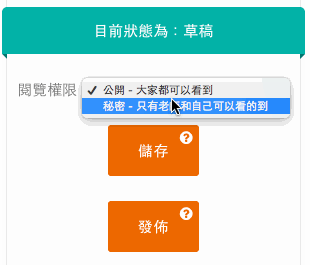 目前狀態為：草稿
閱覽權限
✓ 公開 - 大家都可以看到
秘密 - 只有老師和自己可以看的到
儲存
發佈